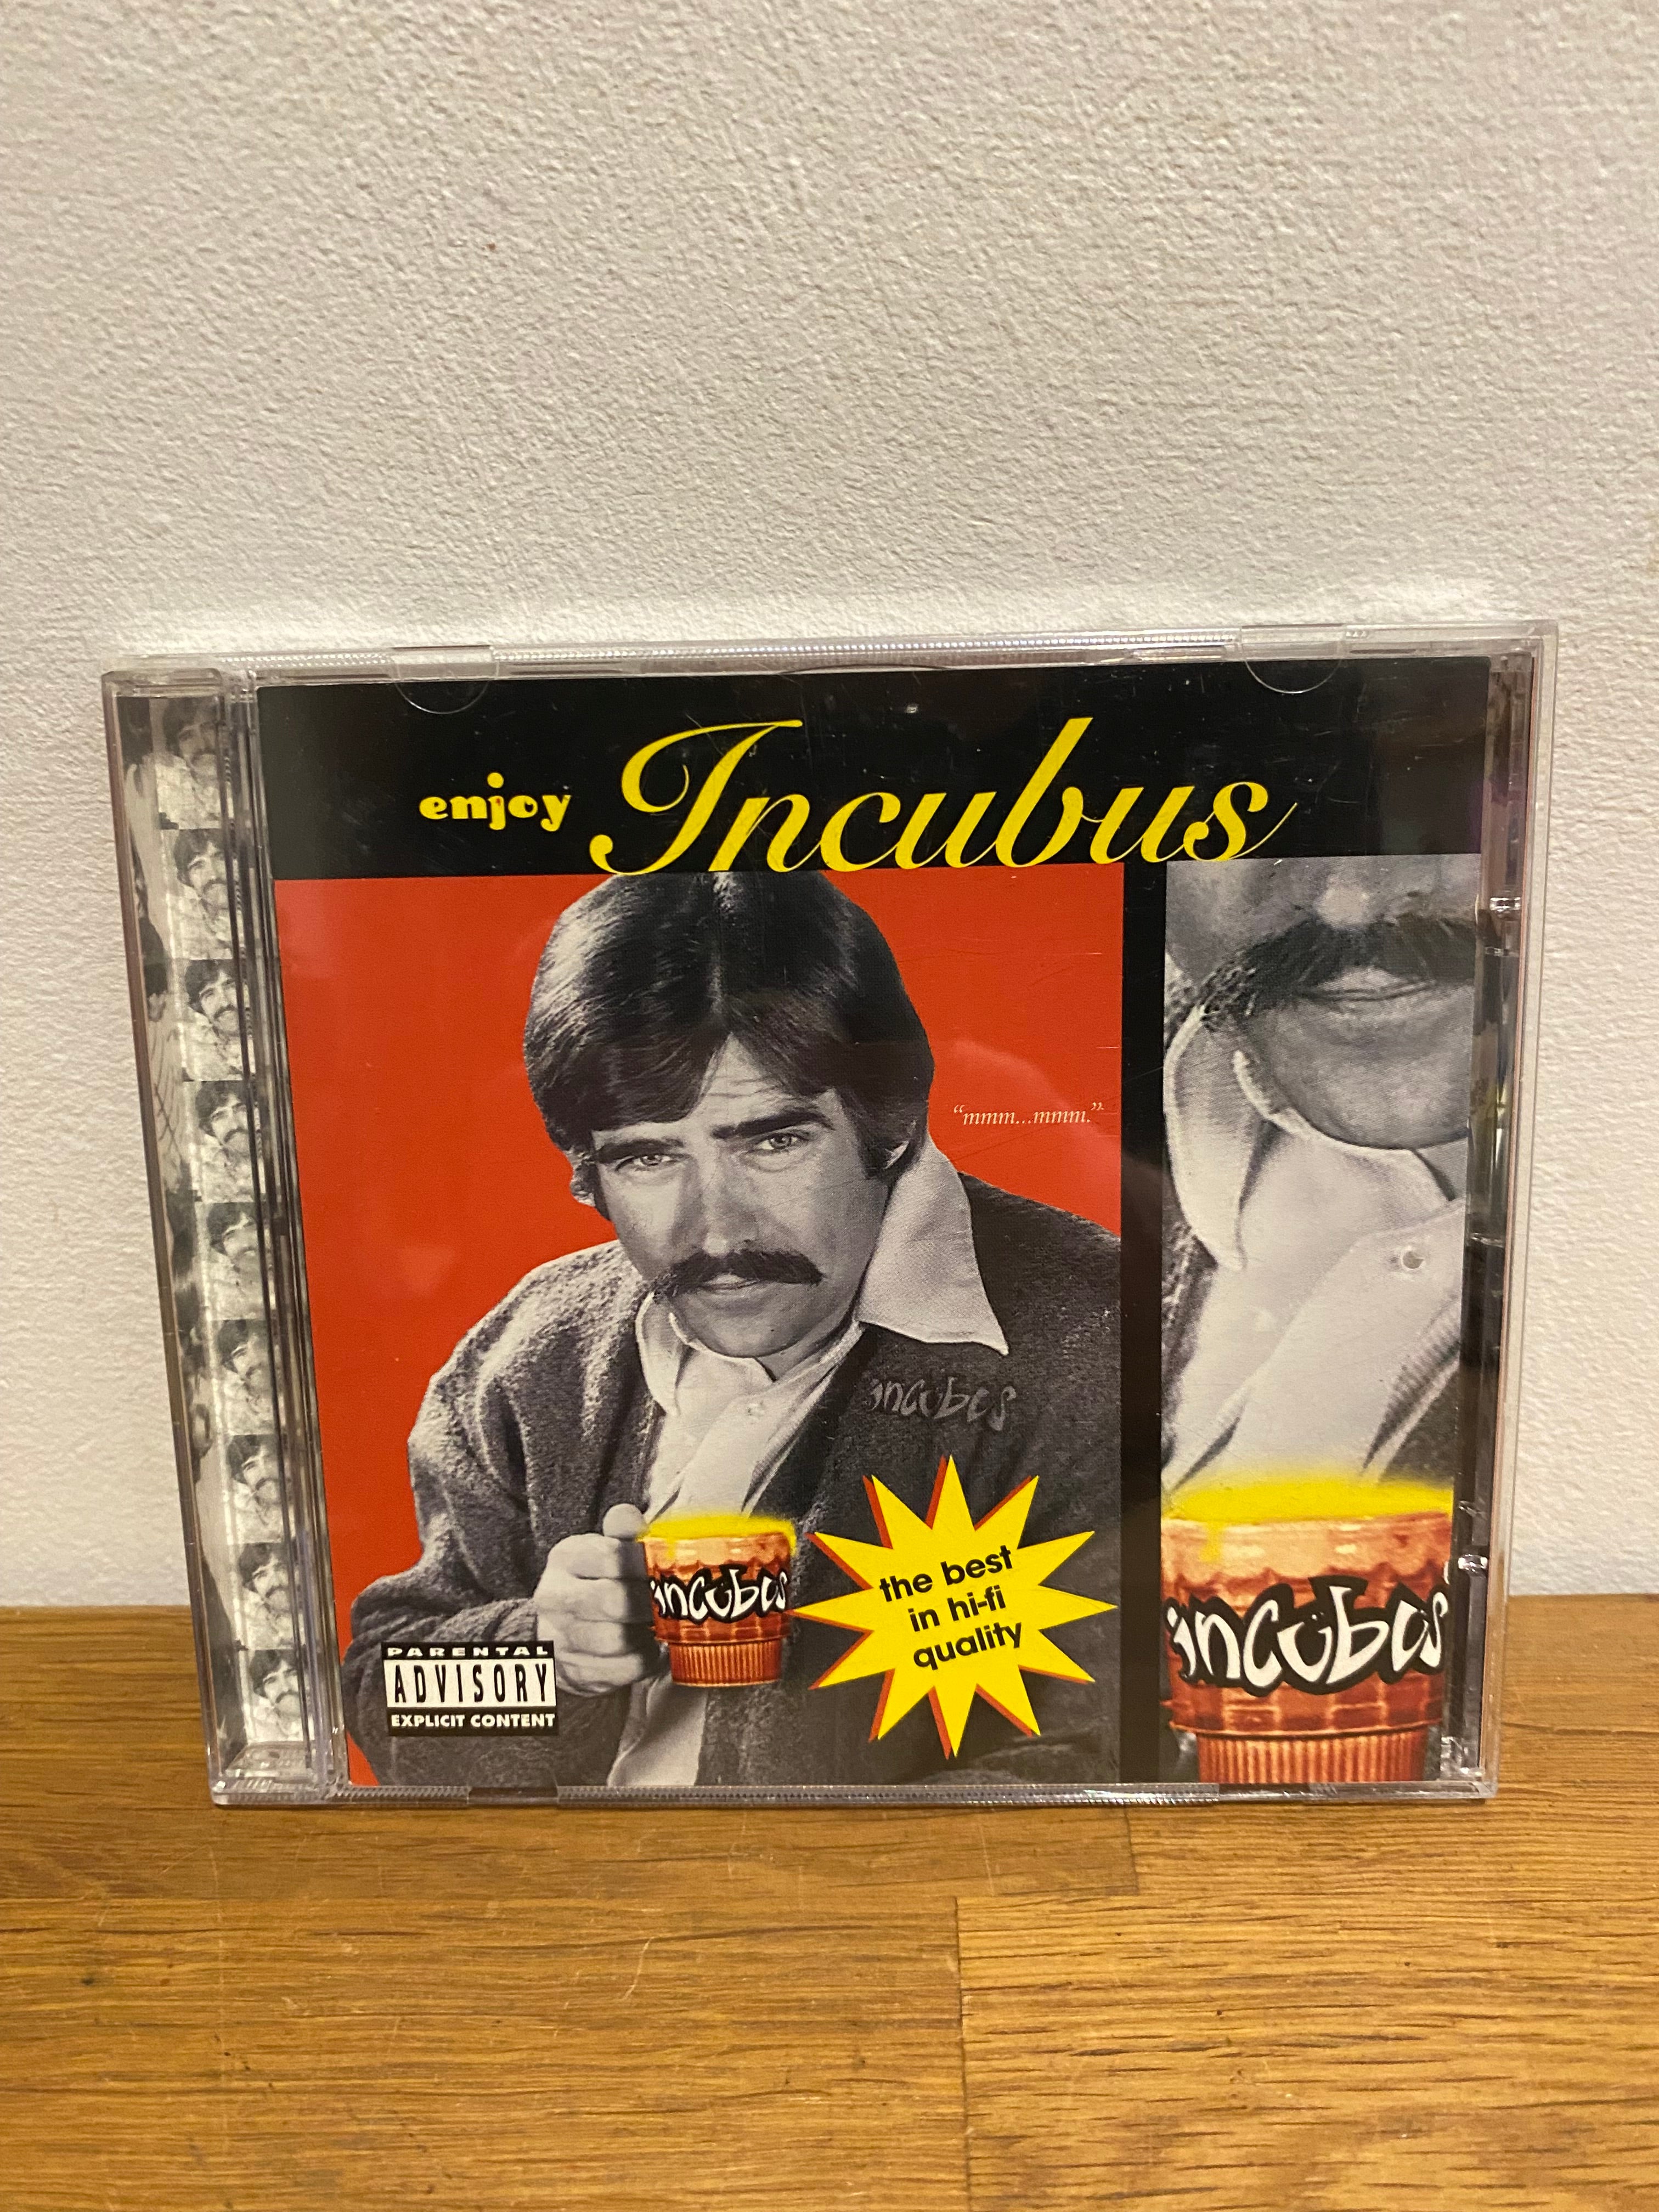 enjoy Incubus
"mmm...mmm."
incubus
incubus
incubus
the best
in hi-fi
quality
PARENTAL
ADVISORY
EXPLICIT CONTENT